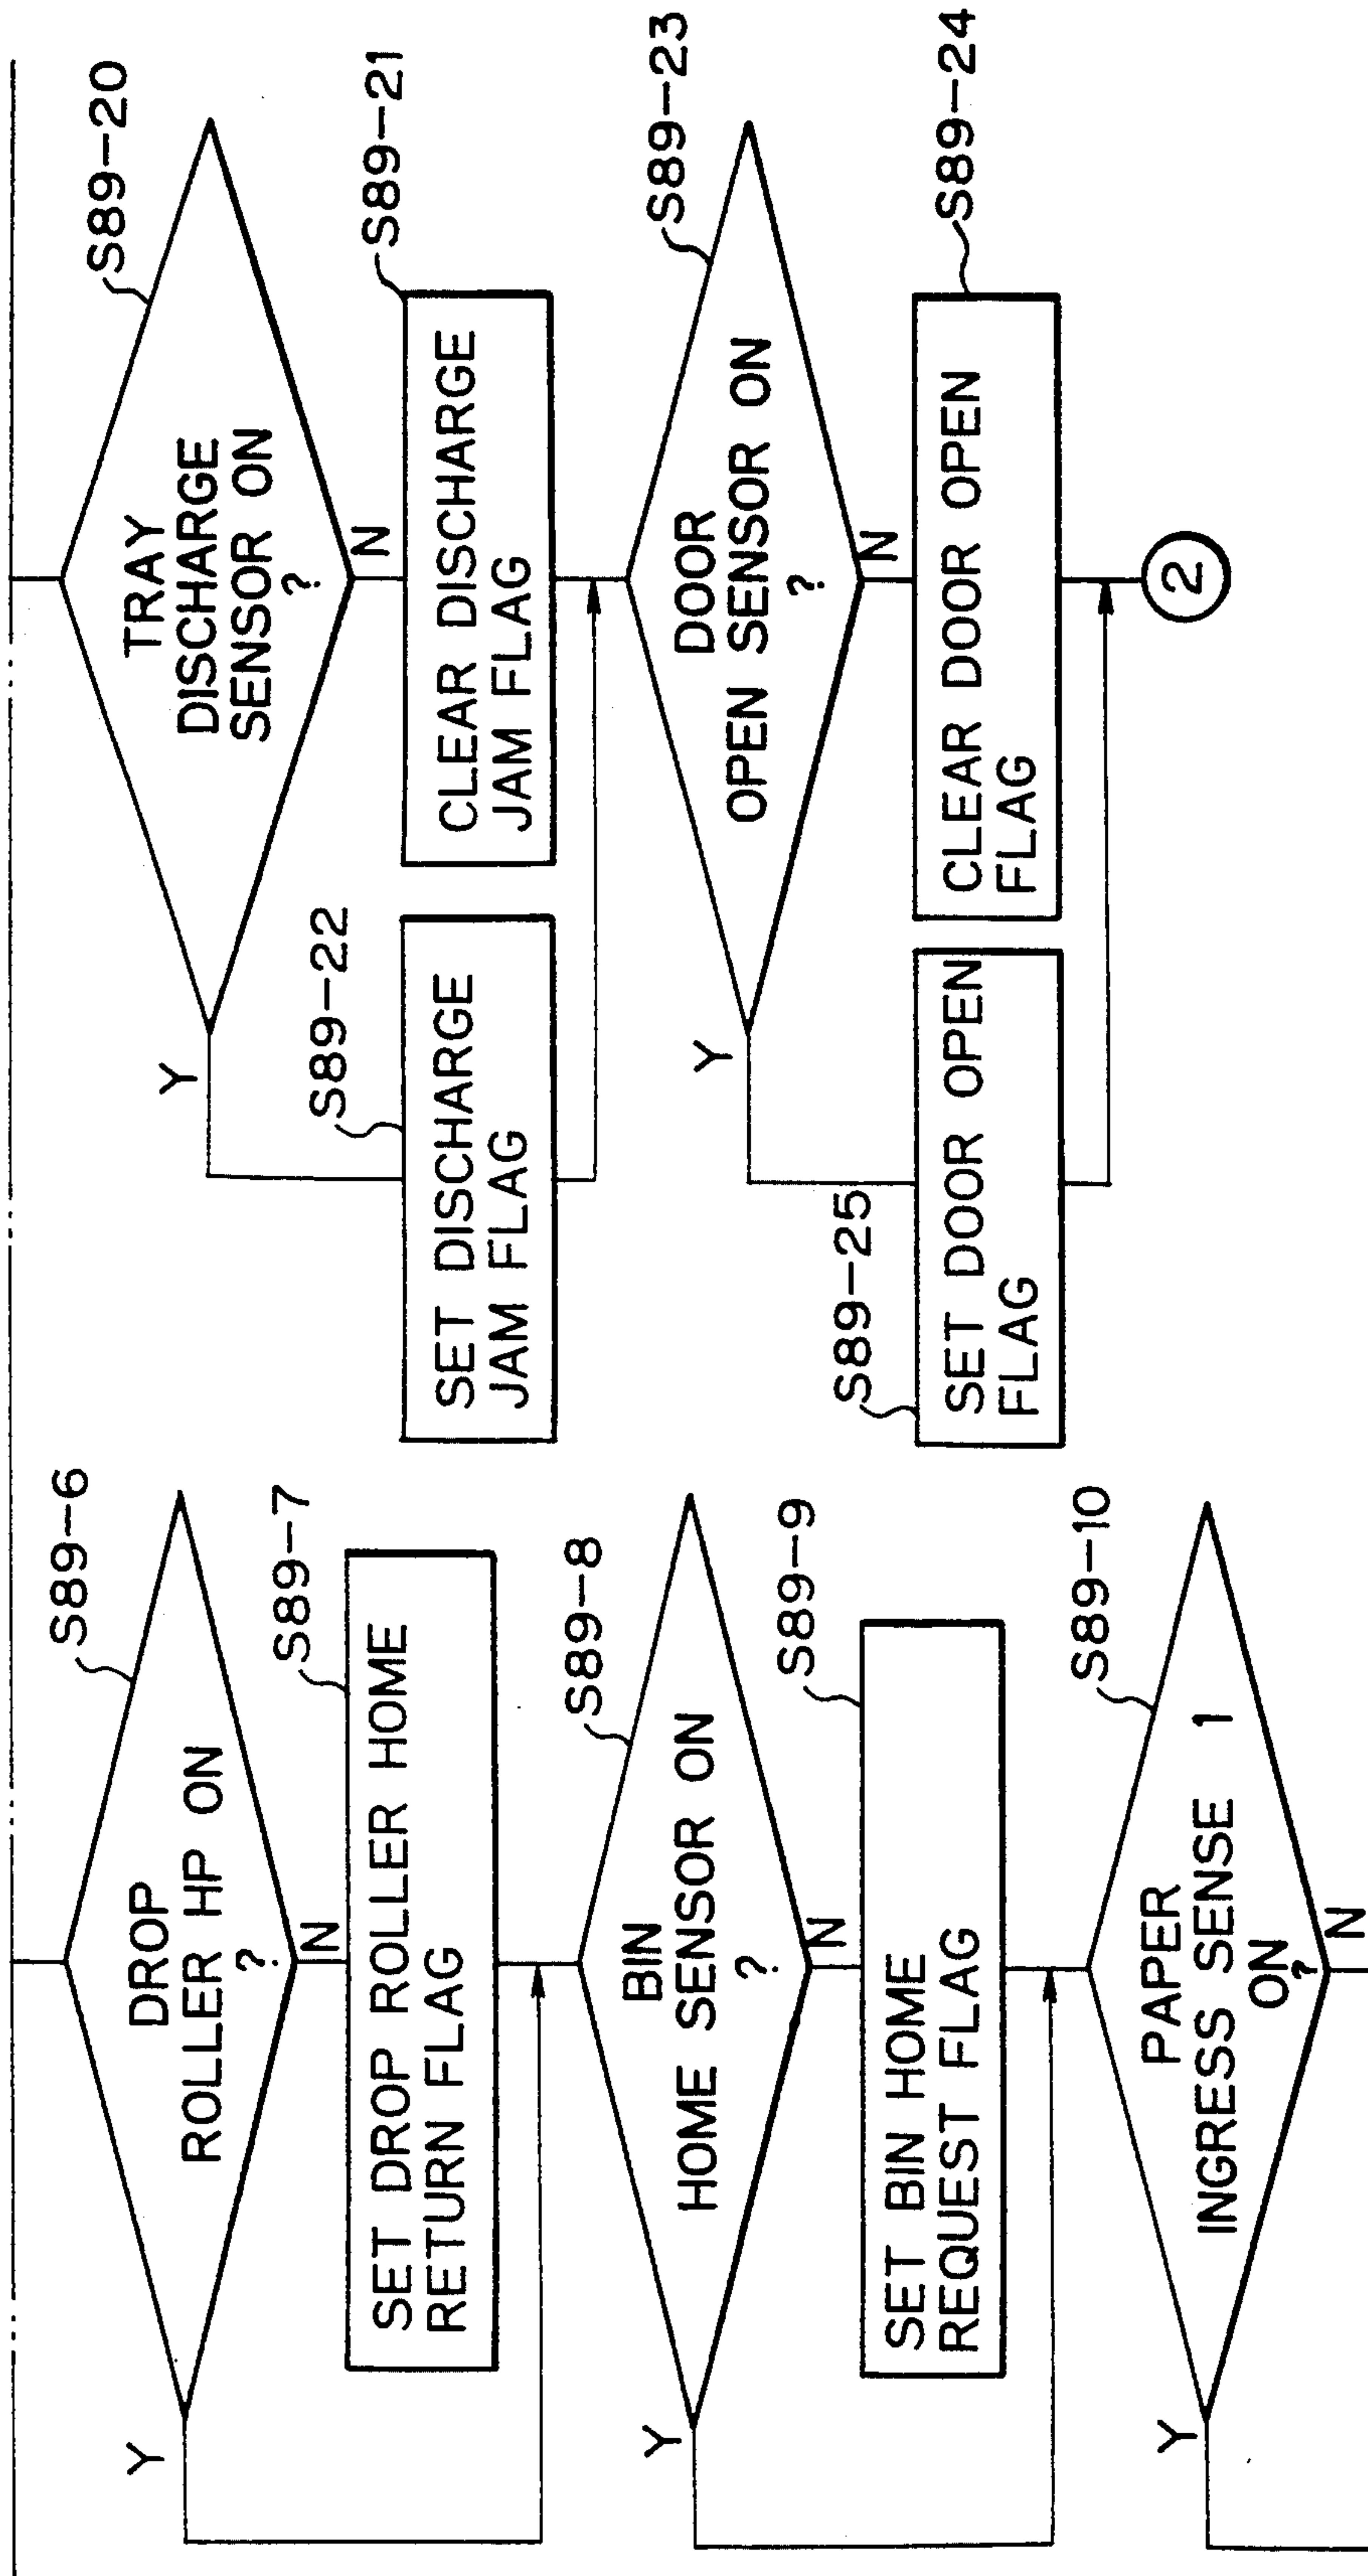 S89-6
DROP
ROLLER HP ON
?
Y
N
S89-7
SET DROP ROLLER HOME
RETURN FLAG
S89-8
BIN
HOME SENSOR ON
?
Y
N
S89-9
SET BIN HOME
REQUEST FLAG
S89-10
PAPER
INGRESS SENSE 1
ON
?
Y
N
S89-20
TRAY
DISCHARGE
SENSOR ON
?
Y
N
S89-22
SET DISCHARGE
JAM FLAG
S89-21
CLEAR DISCHARGE
JAM FLAG
S89-23
DOOR
OPEN SENSOR ON
?
Y
N
S89-25
SET DOOR OPEN
FLAG
S89-24
CLEAR DOOR OPEN
FLAG
2